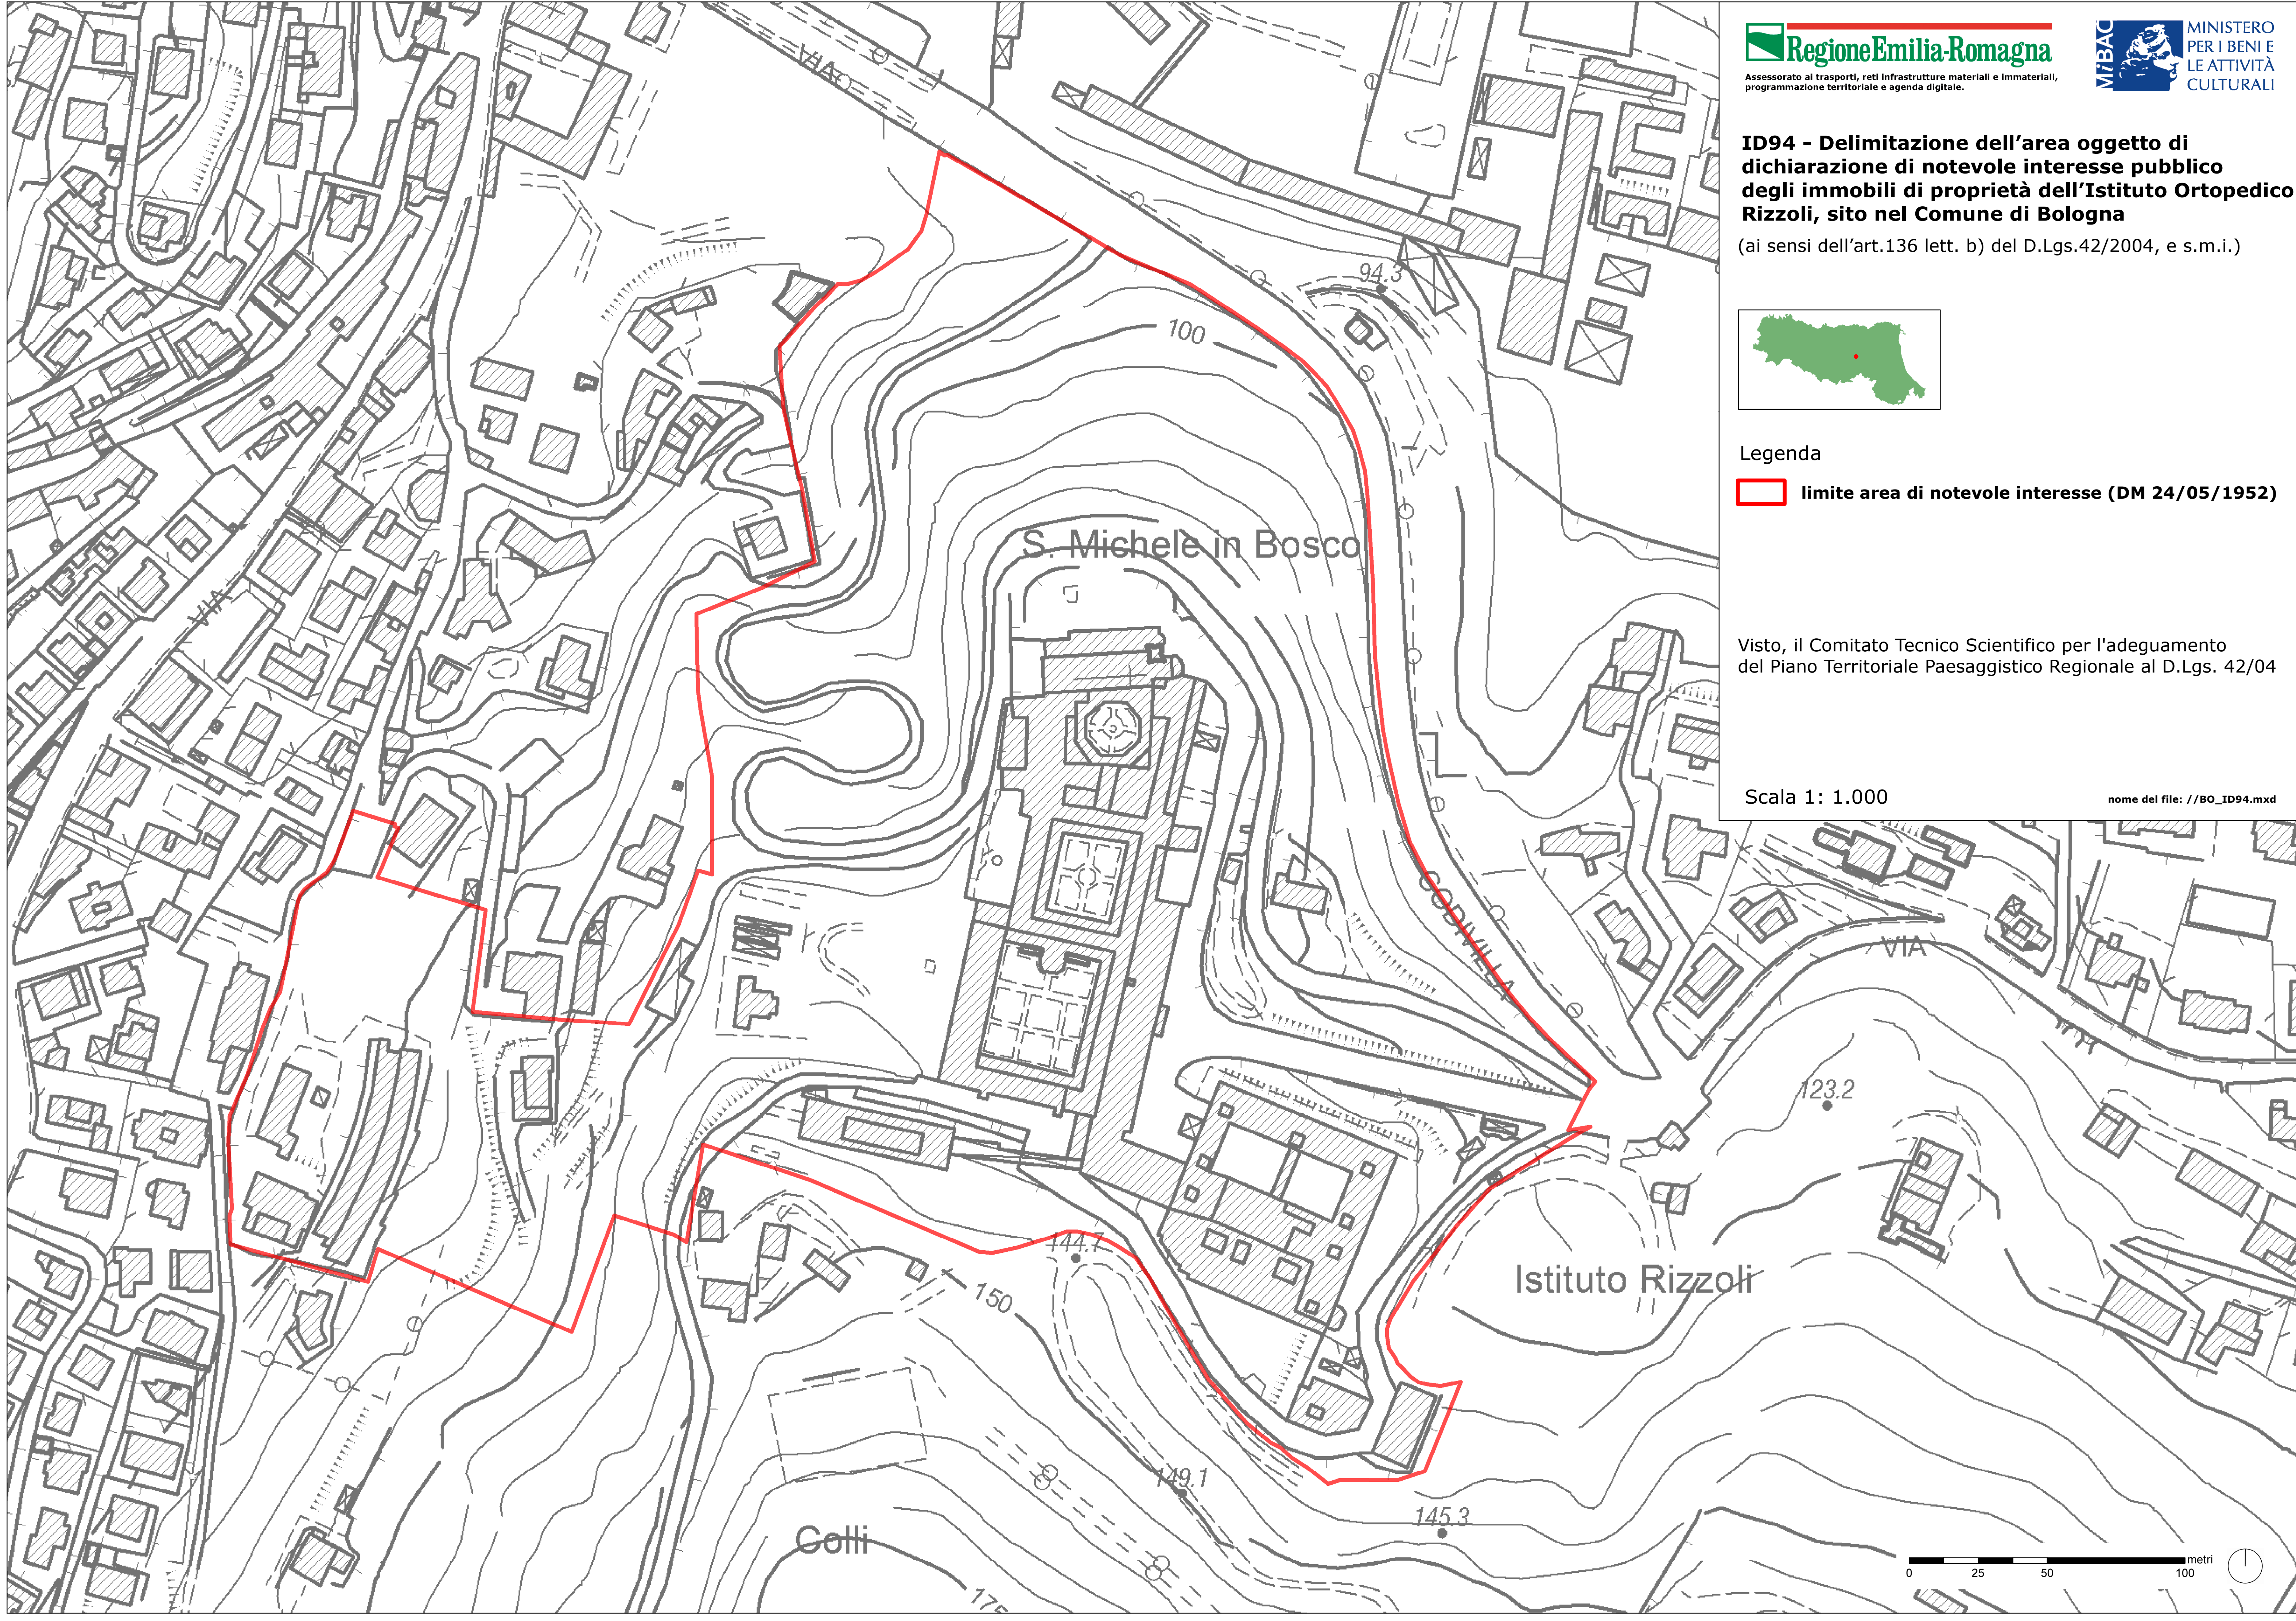 RegioneEmilia-Romagna
Assessorato ai trasporti, reti infrastrutture materiali e immateriali,
programmazione territoriale e agenda digitale.
MiBAC
MINISTERO
PER I BENI E
LE ATTIVITÀ
CULTURALI
ID94 - Delimitazione dell’area oggetto di
dichiarazione di notevole interesse pubblico
degli immobili di proprietà dell’Istituto Ortopedico
Rizzoli, sito nel Comune di Bologna
(ai sensi dell’art.136 lett. b) del D.Lgs.42/2004, e s.m.i.)
Legenda
limite area di notevole interesse (DM 24/05/1952)
Visto, il Comitato Tecnico Scientifico per l'adeguamento
del Piano Territoriale Paesaggistico Regionale al D.Lgs. 42/04
Scala 1: 1.000
nome del file: //BO_ID94.mxd
VIA
94.3
100
S. Michele in Bosco
VIA
CODIVILLA
VIA
123.2
144.7
Istituto Rizzoli
150
149.1
145.3
Colli
175
metri
0 25 50 100